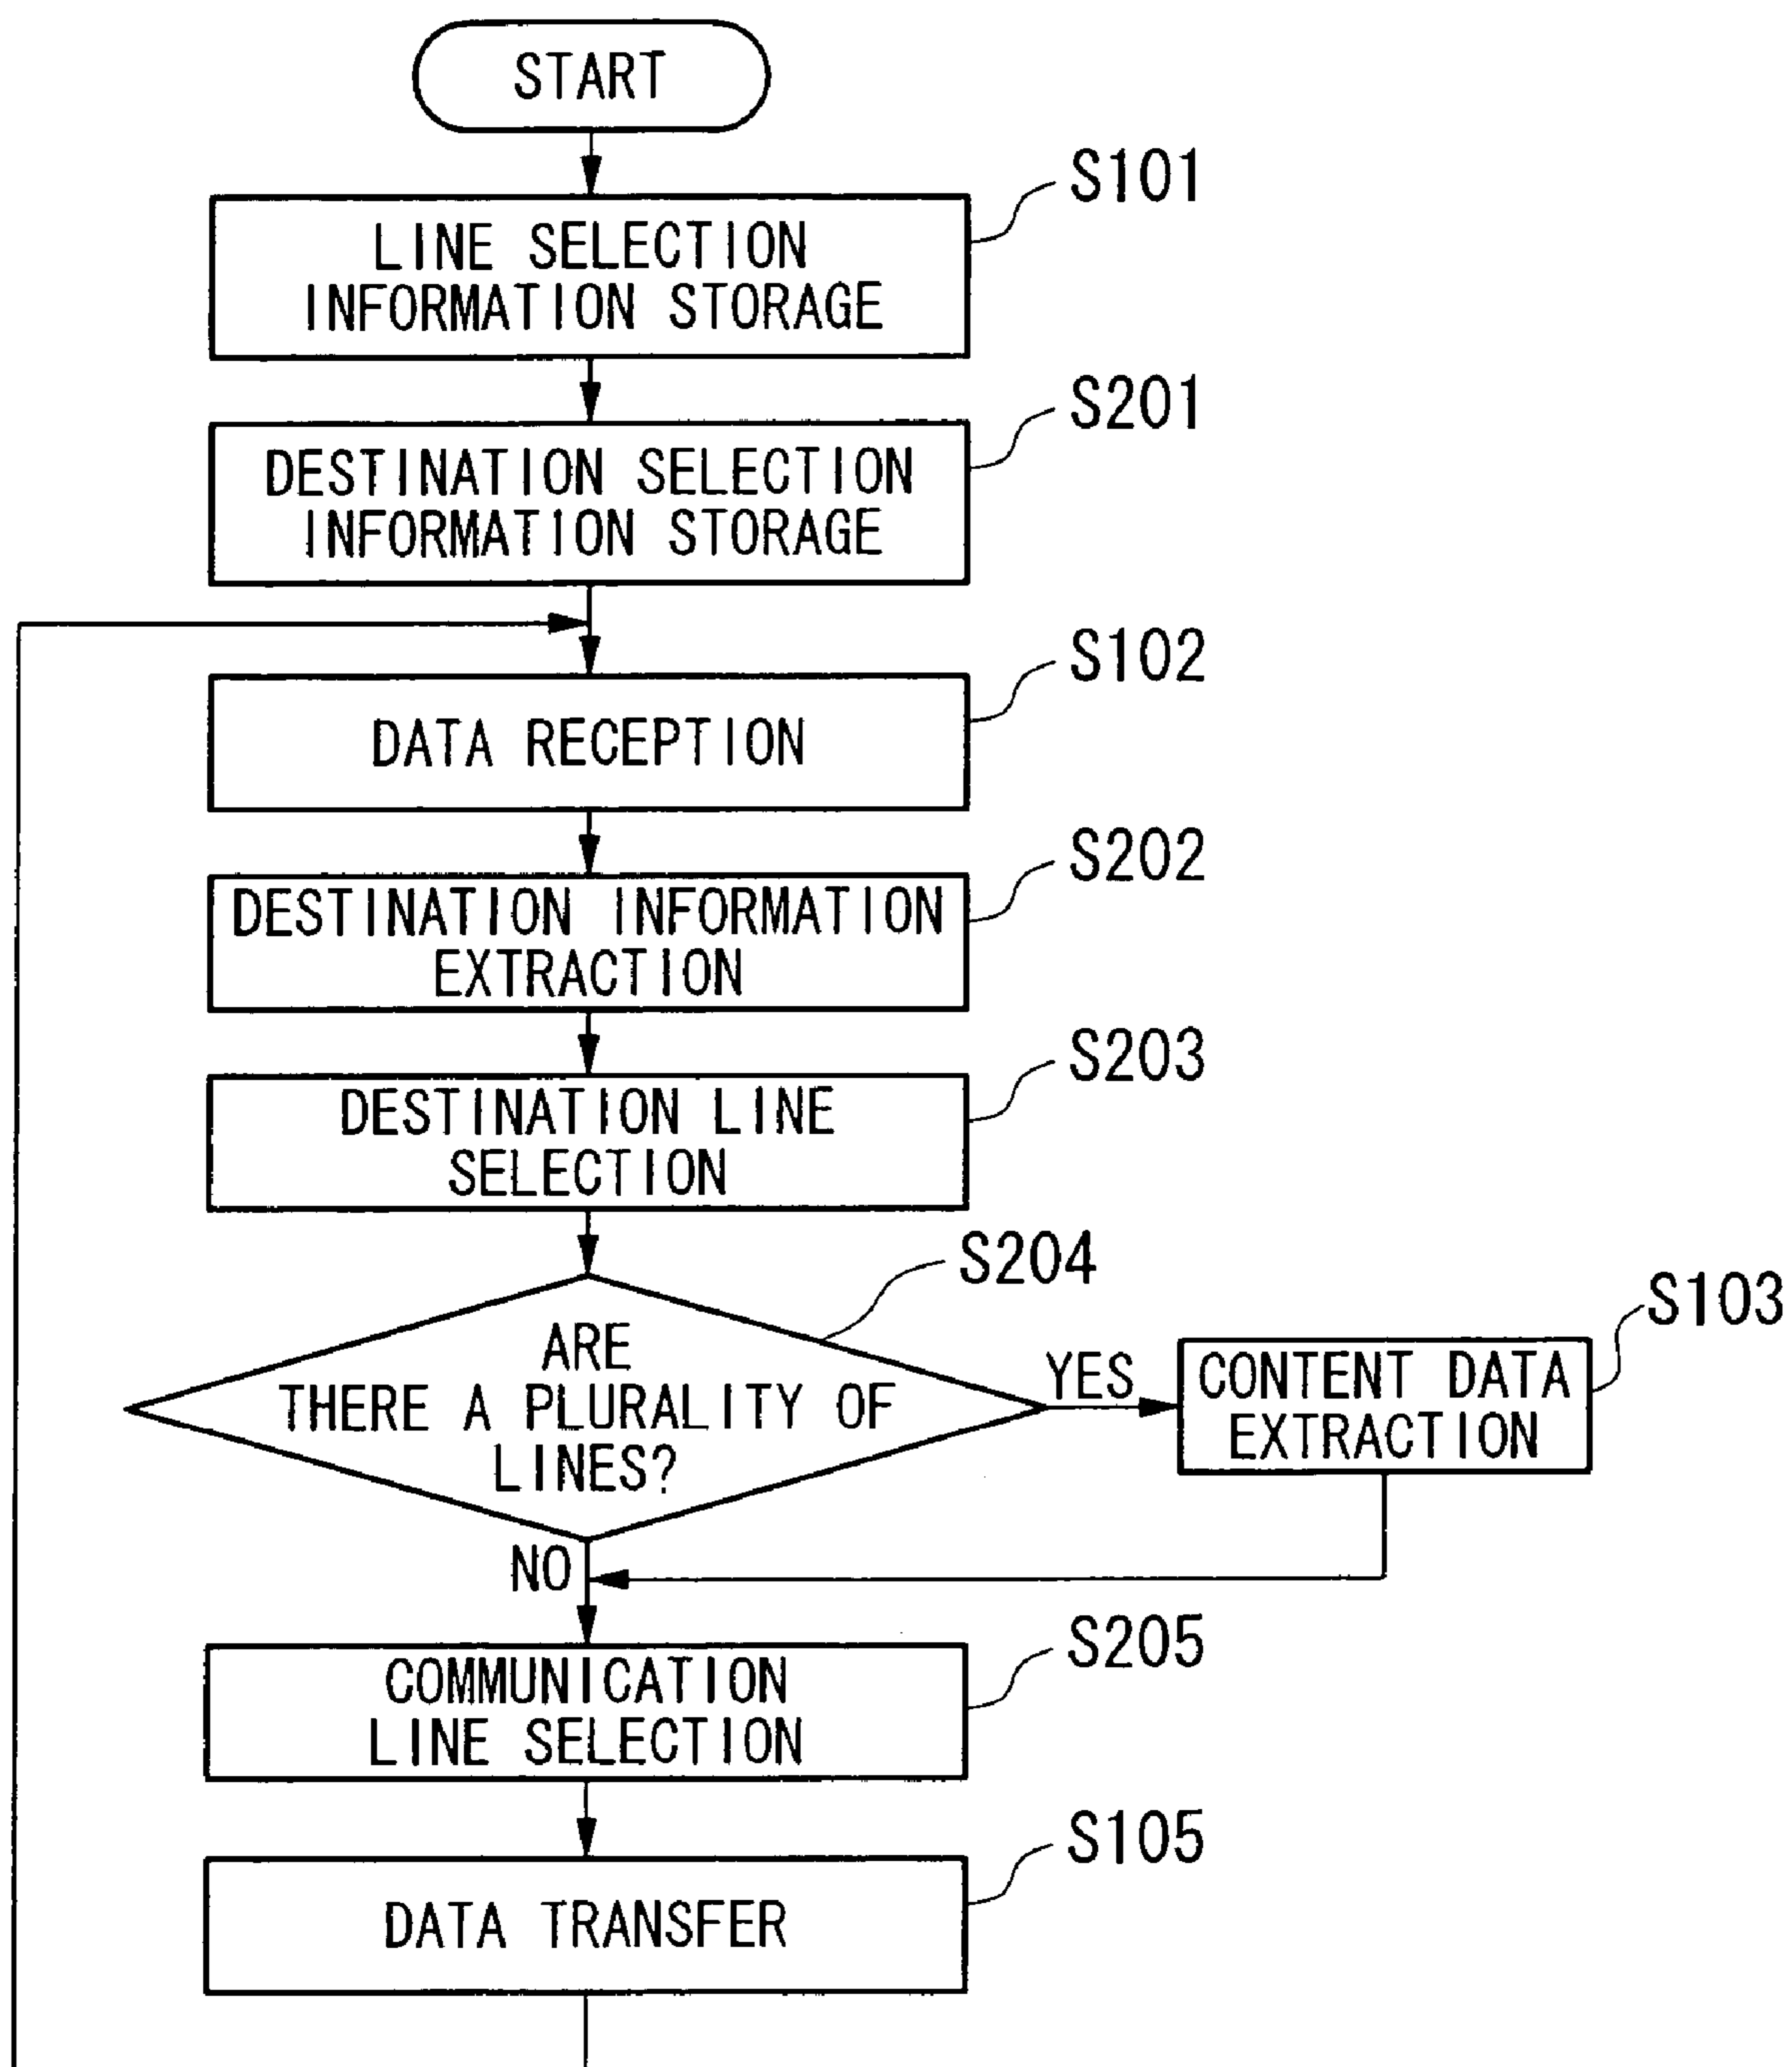 START
S101
LINE SELECTION
INFORMATION STORAGE
S201
DESTINATION SELECTION
INFORMATION STORAGE
S102
DATA RECEPTION
S202
DESTINATION INFORMATION
EXTRACTION
S203
DESTINATION LINE
SELECTION
S204
ARE
THERE A PLURALITY OF
LINES?
YES
S103
CONTENT DATA
EXTRACTION
NO
S205
COMMUNICATION
LINE SELECTION
S105
DATA TRANSFER